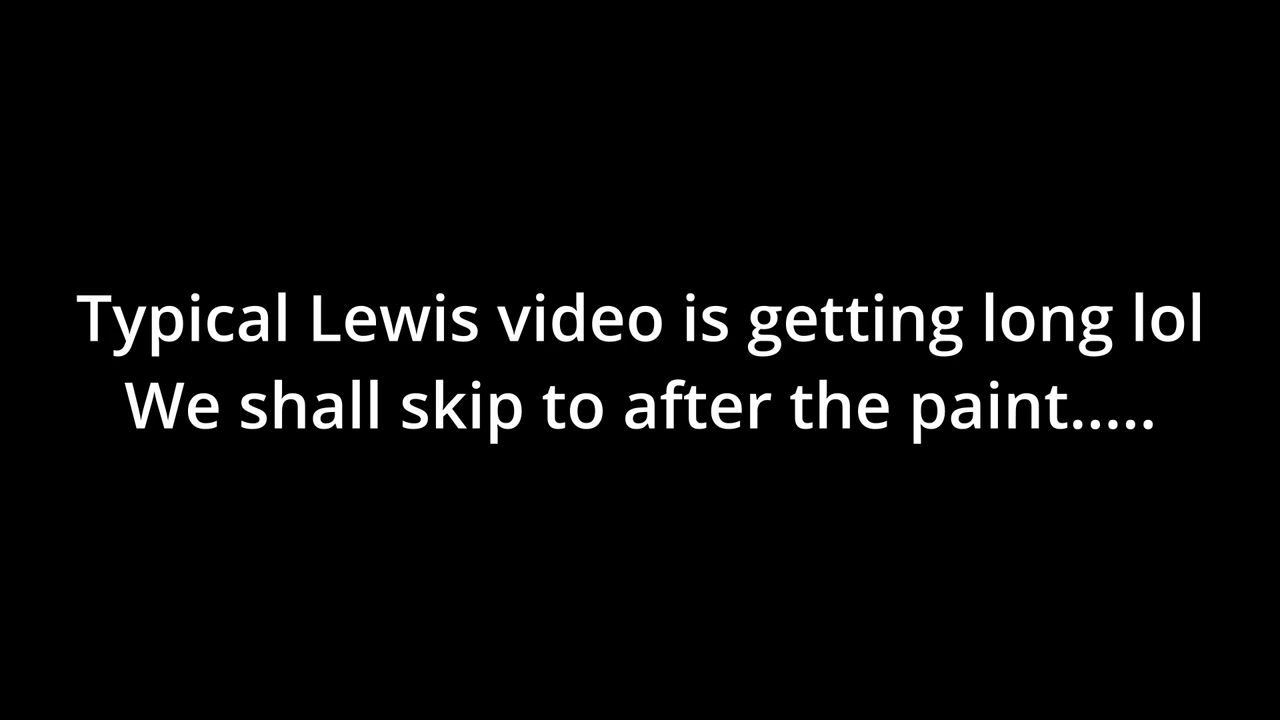 Typical Lewis video is getting long lol
We shall skip to after the paint.....